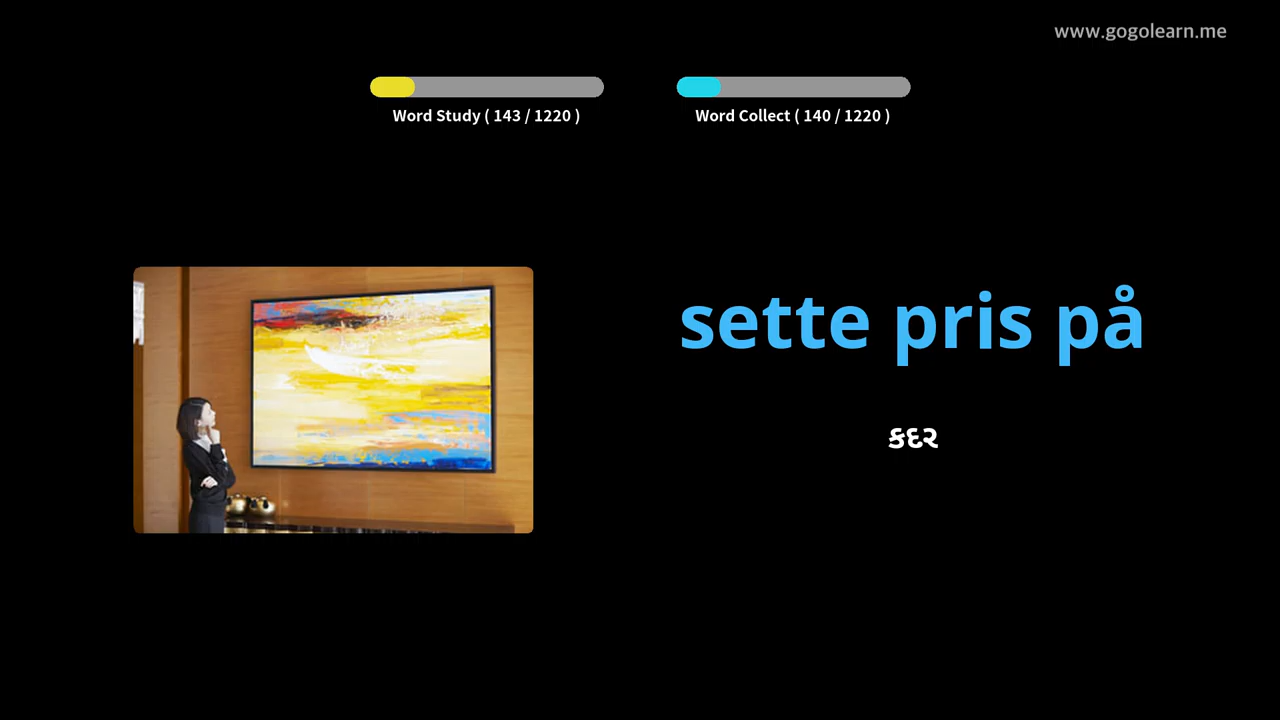 www.gogolearn.me
Word Study ( 143 / 1220 )
Word Collect ( 140 / 1220 )
sette pris på
કદર